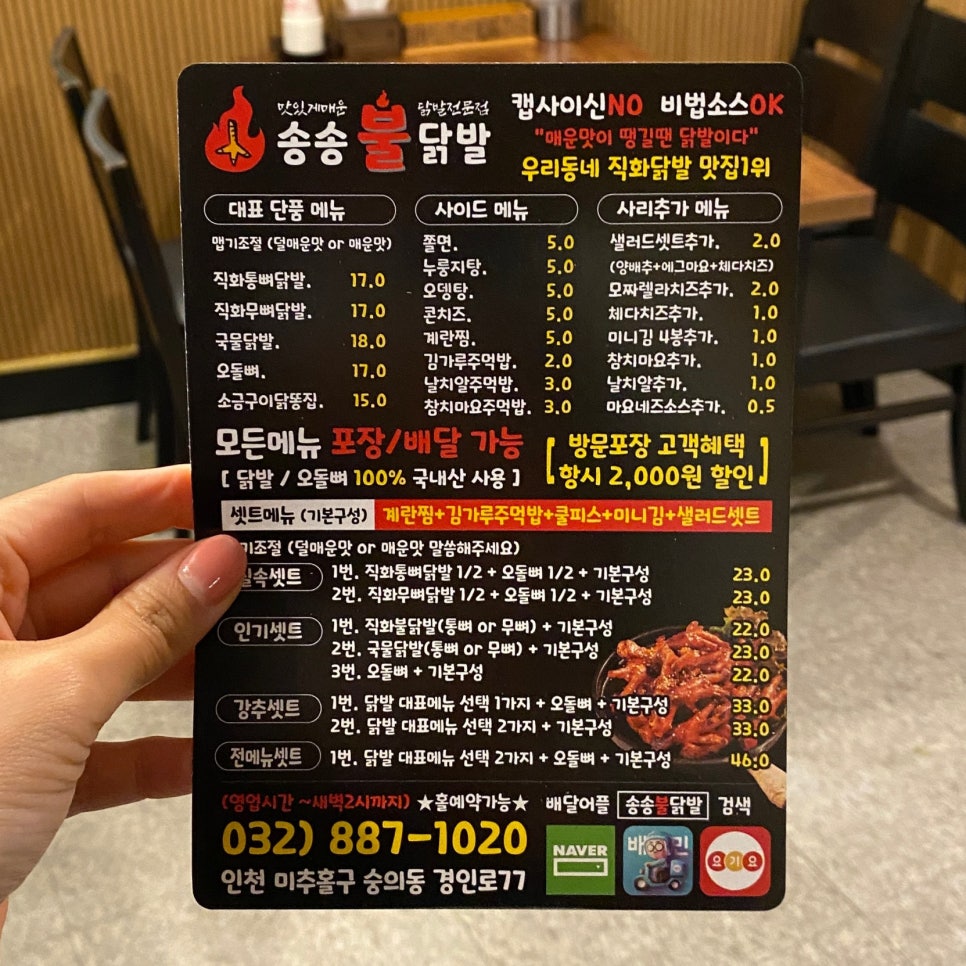 맛있게매운 닭발전문점
송송 불 닭발
캡사이신NO 비법소스OK
"매운맛이 땡길땐 닭발이다"
우리동네 직화닭발 맛집1위
대표 단품 메뉴
맵기조절 (덜매운맛 or 매운맛)
직화통뼈닭발. 17.0
직화무뼈닭발. 17.0
국물닭발. 18.0
오돌뼈. 17.0
소금구이닭똥집. 15.0
사이드 메뉴
쫄면. 5.0
누룽지탕. 5.0
오뎅탕. 5.0
콘치즈. 5.0
계란찜. 5.0
김가루주먹밥. 2.0
날치알주먹밥. 3.0
참치마요주먹밥. 3.0
사리추가 메뉴
샐러드셋트추가. 2.0
(양배추+에그마요+체다치즈)
모짜렐라치즈추가. 2.0
체다치즈추가. 1.0
미니김 4봉추가. 1.0
참치마요추가. 1.0
날치알추가. 1.0
마요네즈소스추가. 0.5
모든메뉴 포장/배달 가능
[ 닭발 / 오돌뼈 100% 국내산 사용 ]
[ 방문포장 고객혜택
항시 2,000원 할인 ]
셋트메뉴 (기본구성) 계란찜+김가루주먹밥+쿨피스+미니김+샐러드셋트
기조절 (덜매운맛 or 매운맛 말씀해주세요)
실속셋트 1번. 직화통뼈닭발 1/2 + 오돌뼈 1/2 + 기본구성 23.0
2번. 직화무뼈닭발 1/2 + 오돌뼈 1/2 + 기본구성 23.0
인기셋트 1번. 직화불닭발(통뼈 or 무뼈) + 기본구성 22.0
2번. 국물닭발(통뼈 or 무뼈) + 기본구성 23.0
3번. 오돌뼈 + 기본구성 22.0
강추셋트 1번. 닭발 대표메뉴 선택 1가지 + 오돌뼈 + 기본구성 33.0
2번. 닭발 대표메뉴 선택 2가지 + 기본구성 33.0
전메뉴셋트 1번. 닭발 대표메뉴 선택 2가지 + 오돌뼈 + 기본구성 46.0
(영업시간 ~새벽2시까지) ★홀예약가능★ 배달어플 송송불닭발 검색
032) 887-1020
인천 미추홀구 숭의동 경인로77
NAVER
요기요